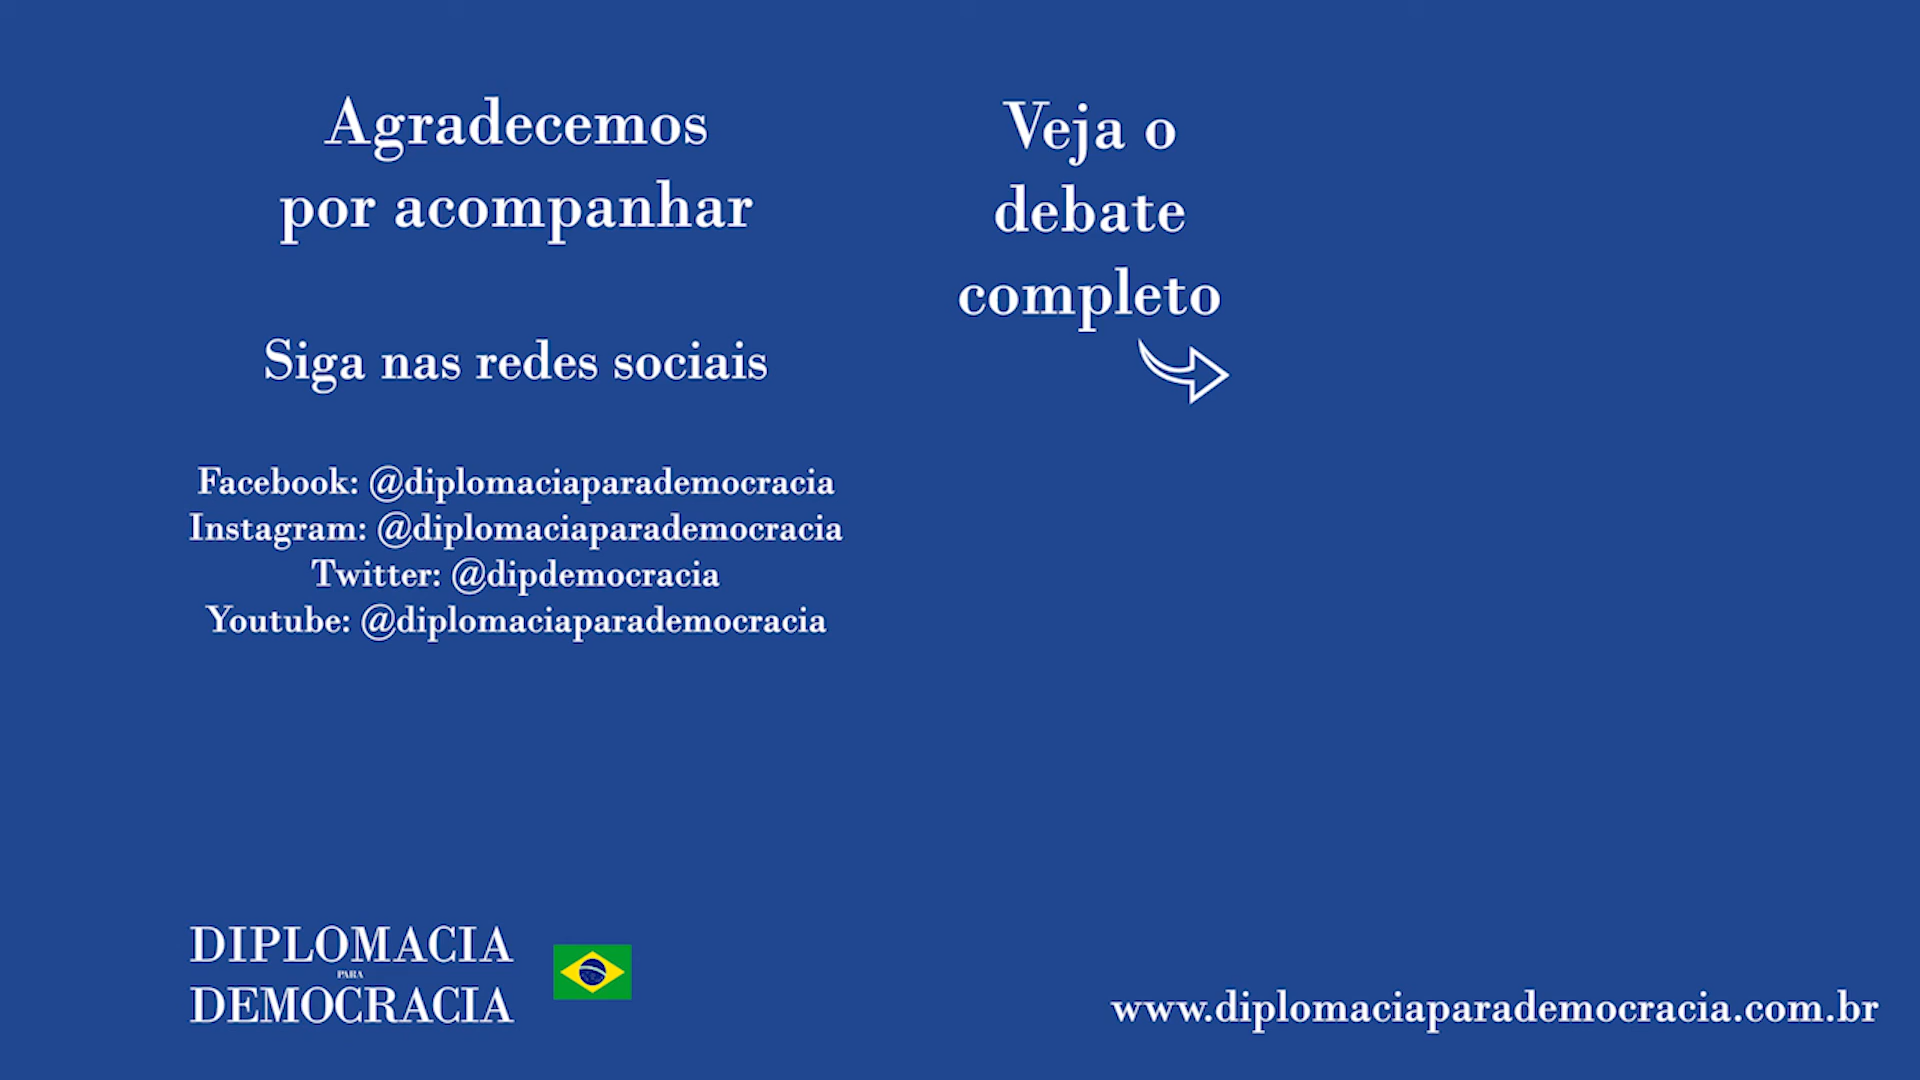 Agradecemos
por acompanhar
Siga nas redes sociais
Facebook: @diplomaciaparademocracia
Instagram: @diplomaciaparademocracia
Twitter: @dipdemocracia
Youtube: @diplomaciaparademocracia
Veja o
debate
completo
DIPLOMACIA
PARA
DEMOCRACIA
www.diplomaciaparademocracia.com.br